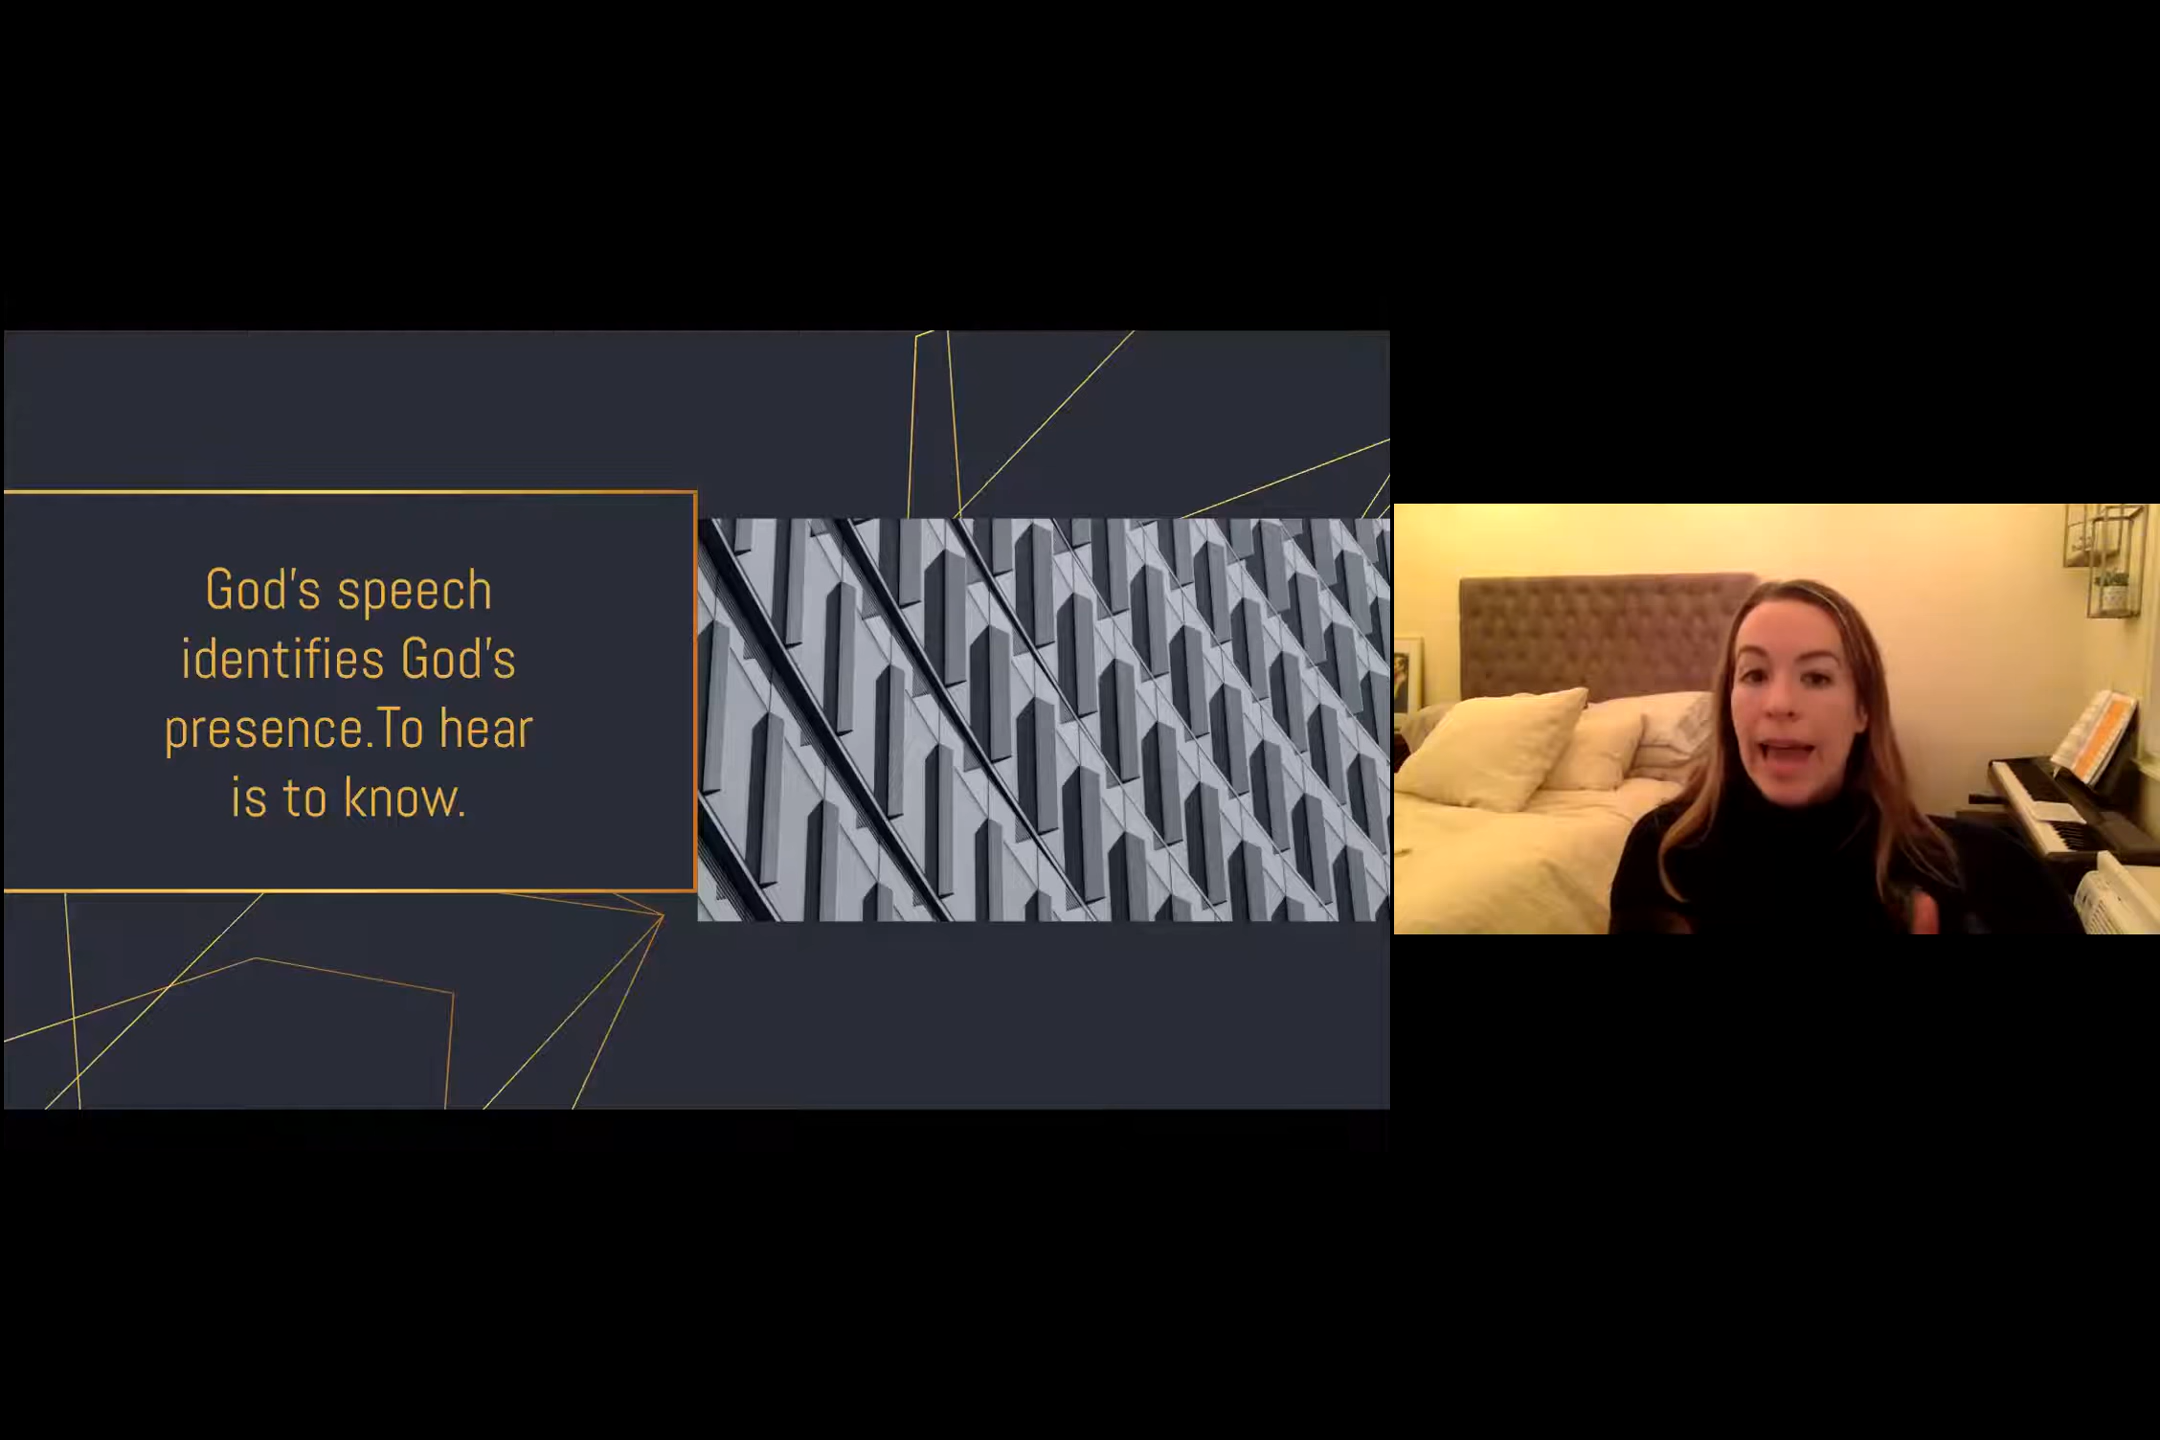 God's speech
identifies God's
presence.To hear
is to know.